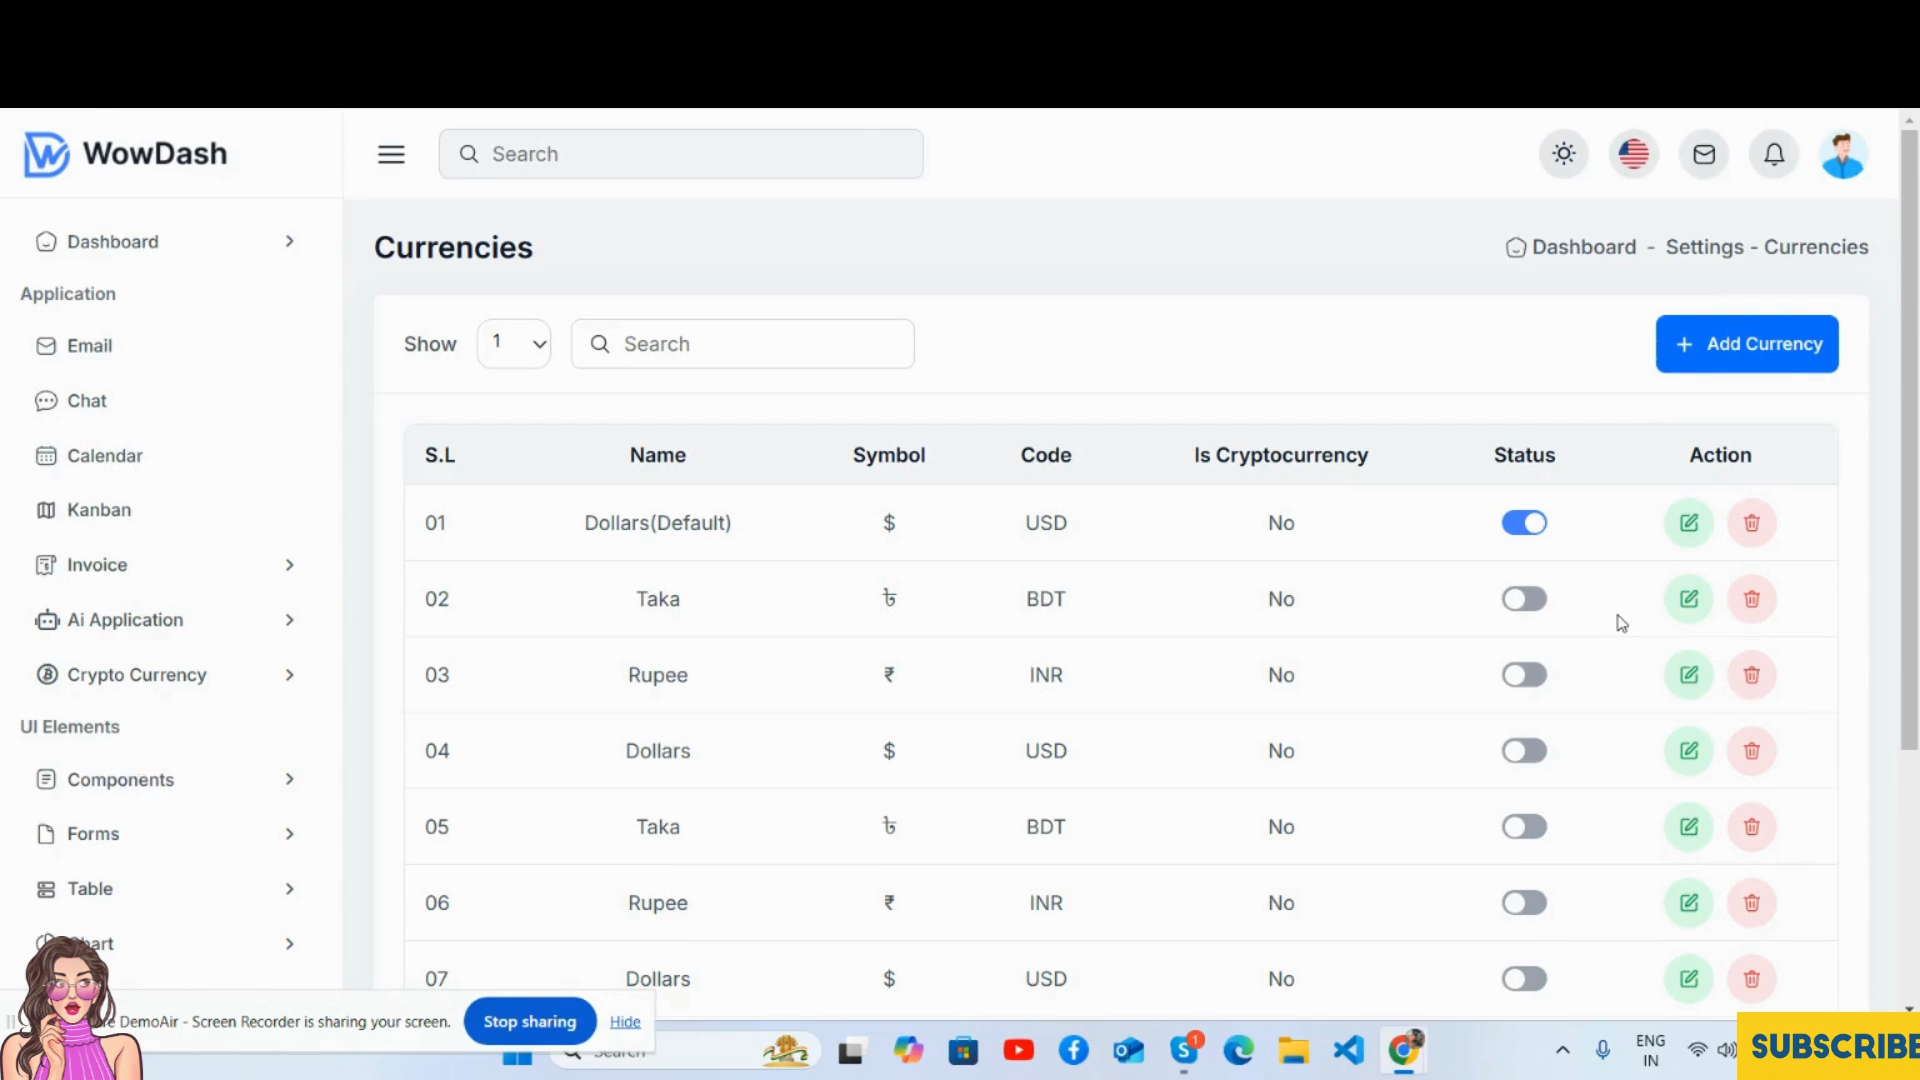 WowDash
Search
Dashboard
Application
Email
Chat
Calendar
Kanban
Invoice
Ai Application
Crypto Currency
UI Elements
Components
Forms
Table
Currencies
Dashboard - Settings - Currencies
Show 1 Search + Add Currency
S.L Name Symbol Code Is Cryptocurrency Status Action
01 Dollars(Default) $ USD No
02 Taka ৳ BDT No
03 Rupee ₹ INR No
04 Dollars $ USD No
05 Taka ৳ BDT No
06 Rupee ₹ INR No
07 Dollars $ USD No
DemoAir - Screen Recorder is sharing your screen. Stop sharing Hide
1
ENG
IN
SUBSCRIBE